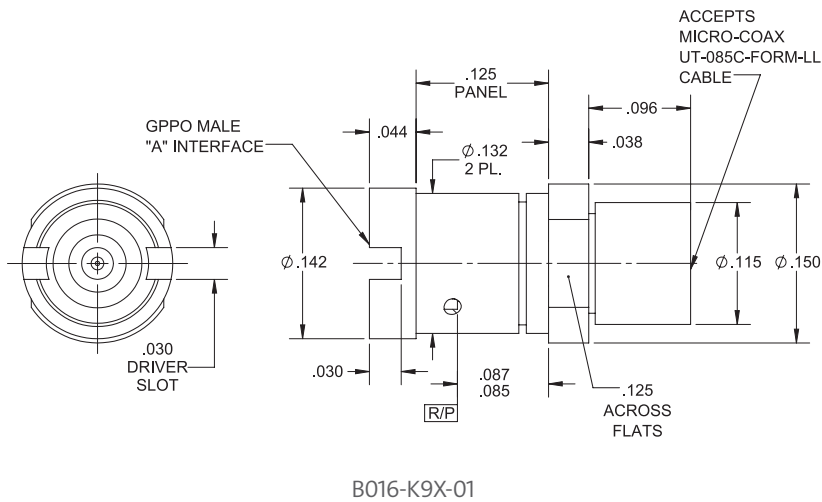 ACCEPTS
MICRO-COAX
UT-085C-FORM-LL
CABLE
.125
PANEL
.096
.044
.038
GPPO MALE
"A" INTERFACE
Ø.132
2 PL.
Ø.142
Ø.115
Ø.150
.030
DRIVER
SLOT
.030
.087
.085
R/P
.125
ACROSS
FLATS
B016-K9X-01